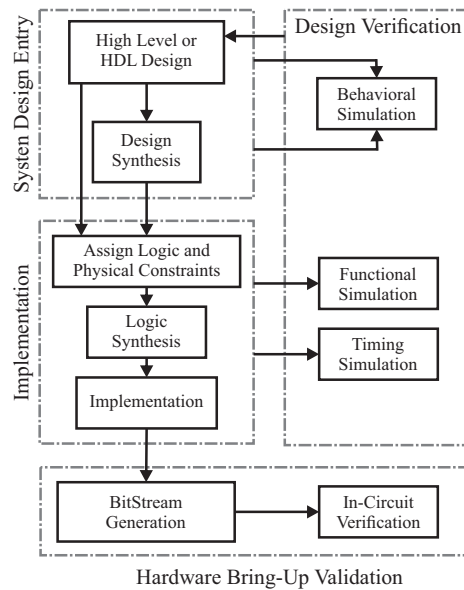 Design Verification
Systen Design Entry
High Level or
HDL Design
Behavioral
Simulation
Design
Synthesis
Implementation
Assign Logic and
Physical Constraints
Functional
Simulation
Logic
Synthesis
Timing
Simulation
Implementation
BitStream
Generation
In-Circuit
Verification
Hardware Bring-Up Validation